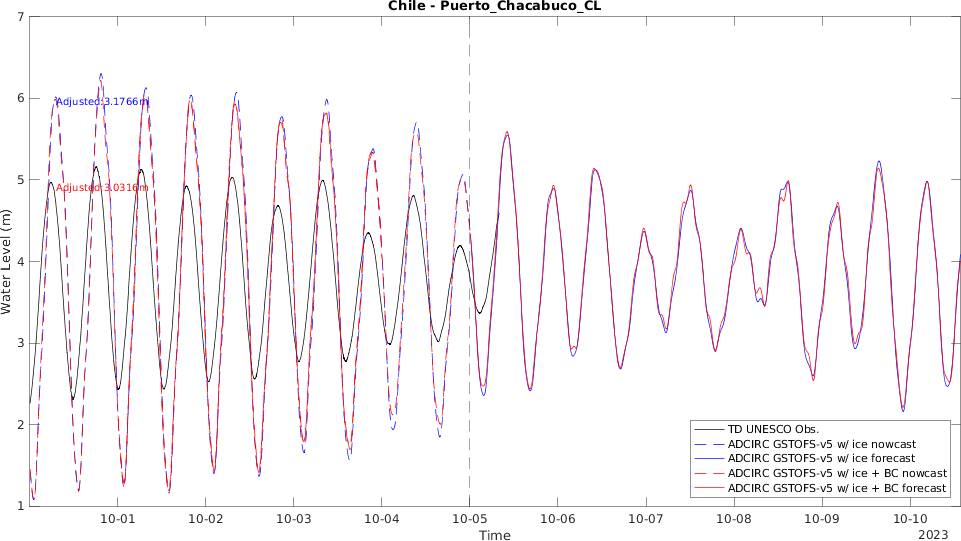 Chile - Puerto_Chacabuco_CL
7
6
5
4
3
2
1
Water Level (m)
Adjusted:3.1766m
Adjusted:3.0316m
TD UNESCO Obs.
ADCIRC GSTOFS-v5 w/ ice nowcast
ADCIRC GSTOFS-v5 w/ ice forecast
ADCIRC GSTOFS-v5 w/ ice + BC nowcast
ADCIRC GSTOFS-v5 w/ ice + BC forecast
10-01 10-02 10-03 10-04 10-05 10-06 10-07 10-08 10-09 10-10
2023
Time